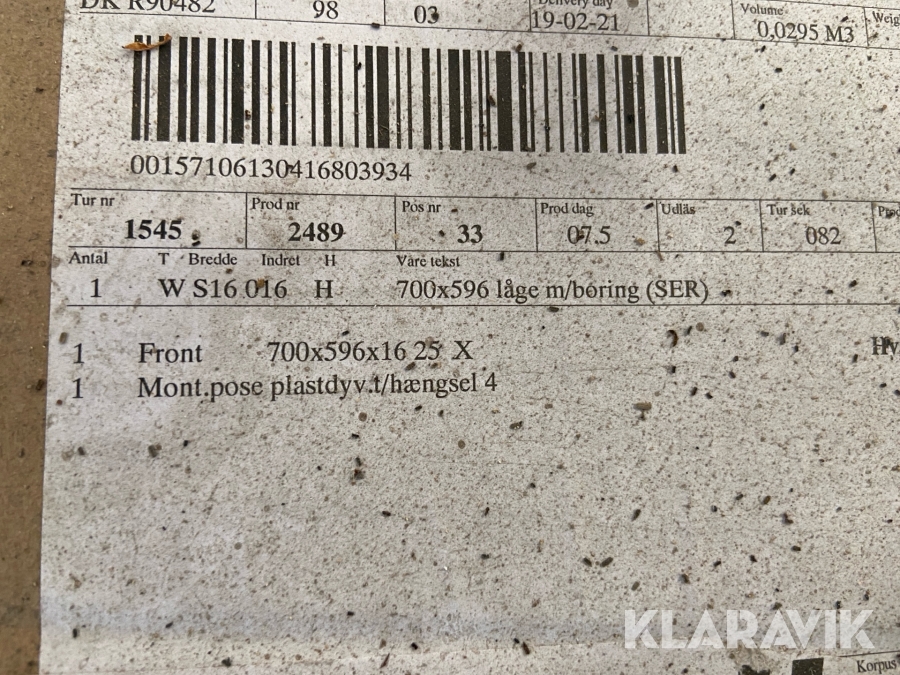 DK R90482 98 03 Delivery day 19-02-21 Volume 0,0295 M3
00157106130416803934
Tur nr Prod nr Pos nr Prod dag Udläs Tur sek
1545 2489 33 07.5 2 082
Antal T Bredde Indret H Vare tekst
1 W S16 016 H 700x596 låge m/boring (SER)
1 Front 700x596x16 25 X
1 Mont.pose plastdyv.t/hængsel 4
KLARAVIK
Korpus